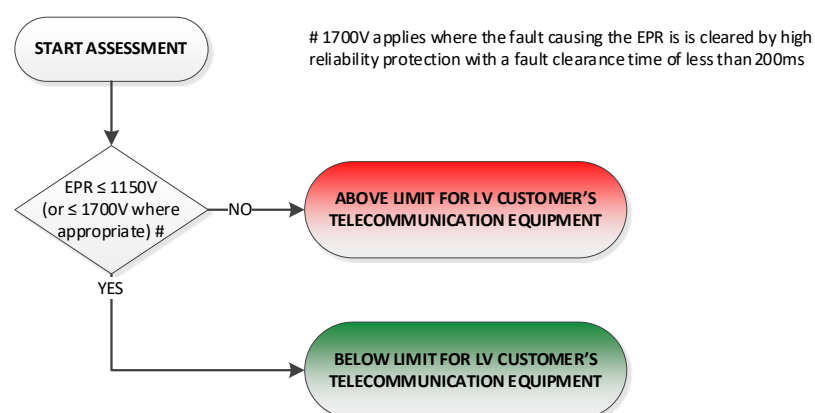 START ASSESSMENT
# 1700V applies where the fault causing the EPR is is cleared by high
reliability protection with a fault clearance time of less than 200ms
EPR ≤ 1150V
(or ≤ 1700V where
appropriate) #
NO
ABOVE LIMIT FOR LV CUSTOMER’S
TELECOMMUNICATION EQUIPMENT
YES
BELOW LIMIT FOR LV CUSTOMER’S
TELECOMMUNICATION EQUIPMENT